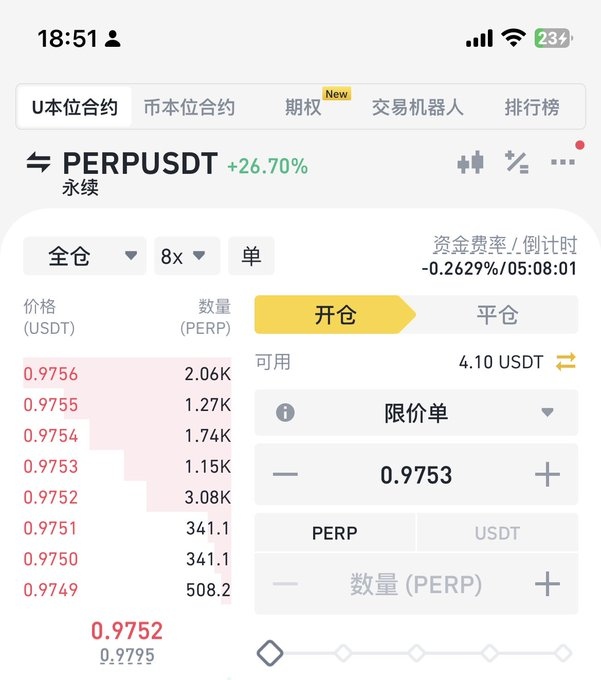 18:51
23
U本位合约 币本位合约 期权 New 交易机器人 排行榜
PERPUSDT +26.70%
永续
全仓 8x 单
资金费率 / 倒计时
-0.2629%/05:08:01
价格 数量
(USDT) (PERP)
开仓 平仓
可用 4.10 USDT
0.9756 2.06K
0.9755 1.27K
0.9754 1.74K
0.9753 1.15K
0.9752 3.08K
0.9751 341.1
0.9750 341.1
0.9749 508.2
0.9752
0.9795
限价单
0.9753
PERP USDT
数量 (PERP)